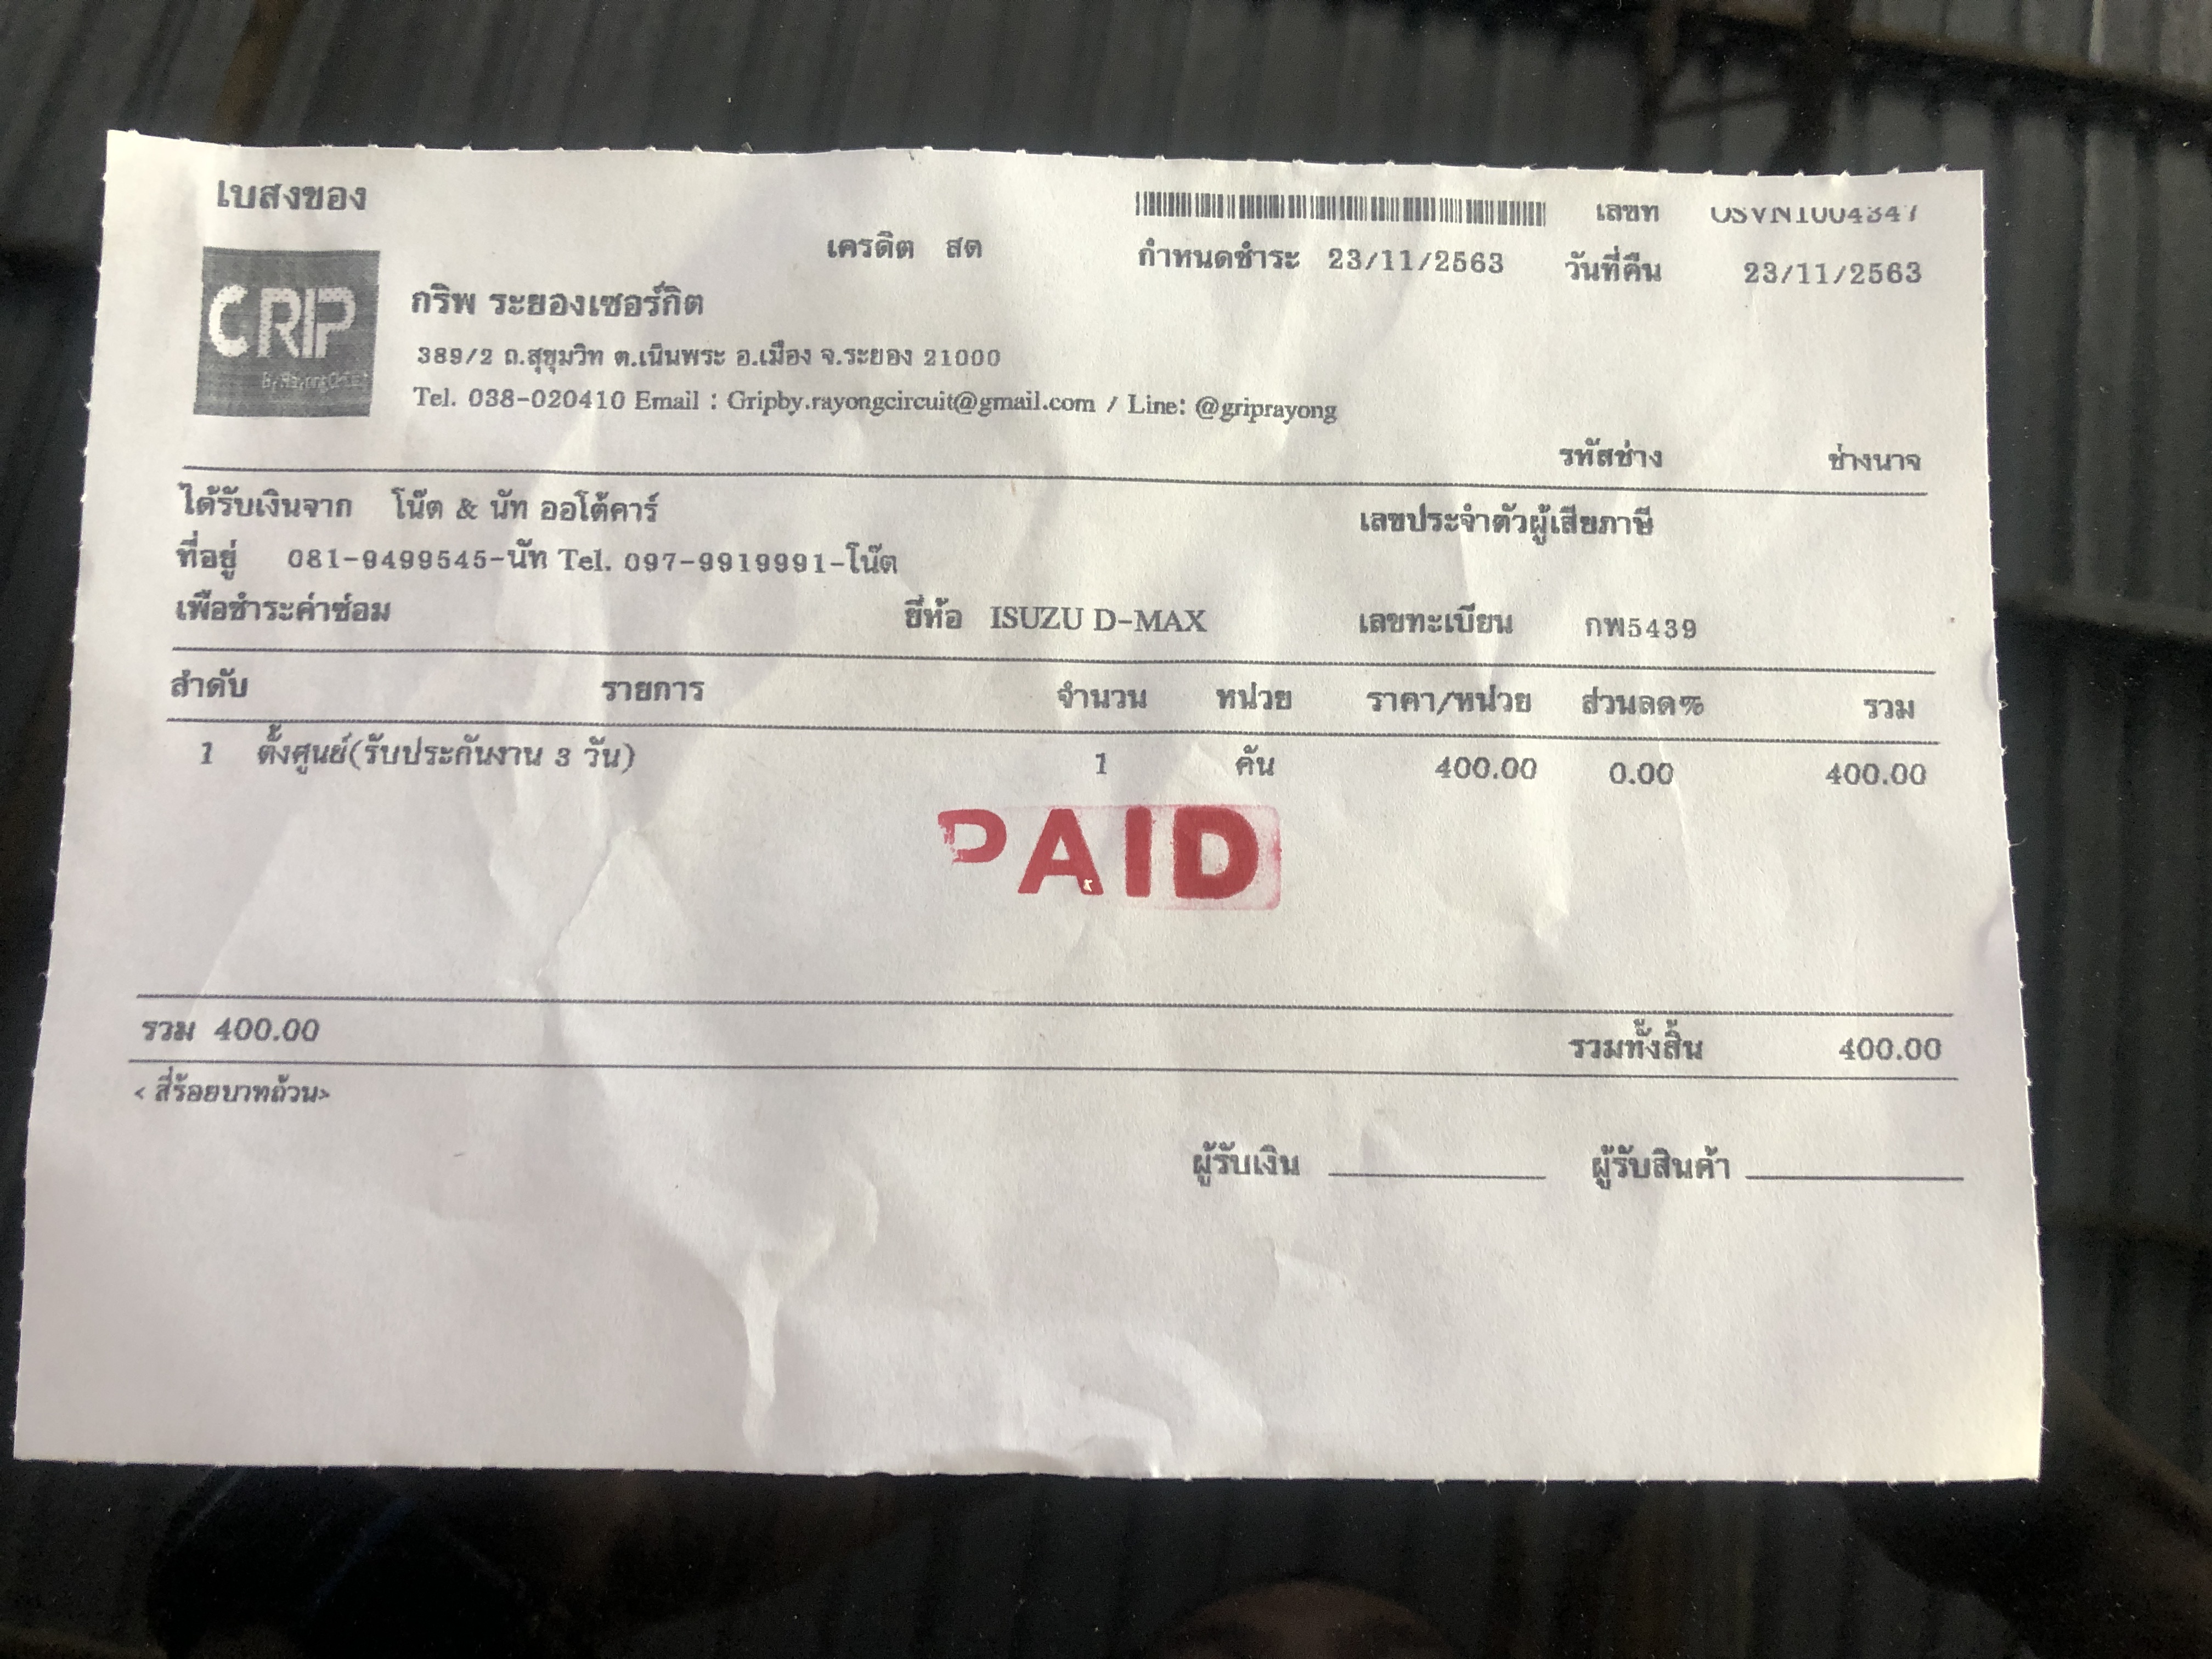 ใบส่งของ
เลขที่ OSVN1004347
เครดิต สด กำหนดชำระ 23/11/2563 วันที่คืน 23/11/2563
GRIP
By RayongCircuit
กริพ ระยองเซอร์กิต
389/2 ถ.สุขุมวิท ต.เนินพระ อ.เมือง จ.ระยอง 21000
Tel. 038-020410 Email : Gripby.rayongcircuit@gmail.com / Line: @griprayong
รหัสช่าง ช่างนาจ
ได้รับเงินจาก โน๊ต & นัท ออโต้คาร์ เลขประจำตัวผู้เสียภาษี
ที่อยู่ 081-9499545-นัท Tel. 097-9919991-โน๊ต
เพื่อชำระค่าซ่อม ยี่ห้อ ISUZU D-MAX เลขทะเบียน กพ5439
ลำดับ รายการ จำนวน หน่วย ราคา/หน่วย ส่วนลด% รวม
1 ตั้งศูนย์(รับประกันงาน 3 วัน) 1 คัน 400.00 0.00 400.00
PAID
รวม 400.00 รวมทั้งสิ้น 400.00
< สี่ร้อยบาทถ้วน>
ผู้รับเงิน ผู้รับสินค้า